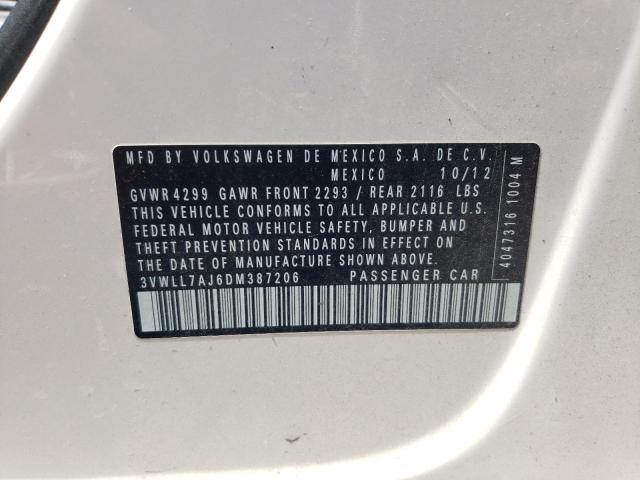 MFD BY VOLKSWAGEN DE MEXICO S.A. DE C.V.
MEXICO 10/12
GVWR 4299 GAWR FRONT 2293 / REAR 2116 LBS
THIS VEHICLE CONFORMS TO ALL APPLICABLE U.S.
FEDERAL MOTOR VEHICLE SAFETY, BUMPER AND
THEFT PREVENTION STANDARDS IN EFFECT ON
THE DATE OF MANUFACTURE SHOWN ABOVE.
3VWLL7AJ6DM387206 PASSENGER CAR
4047316 1004 M